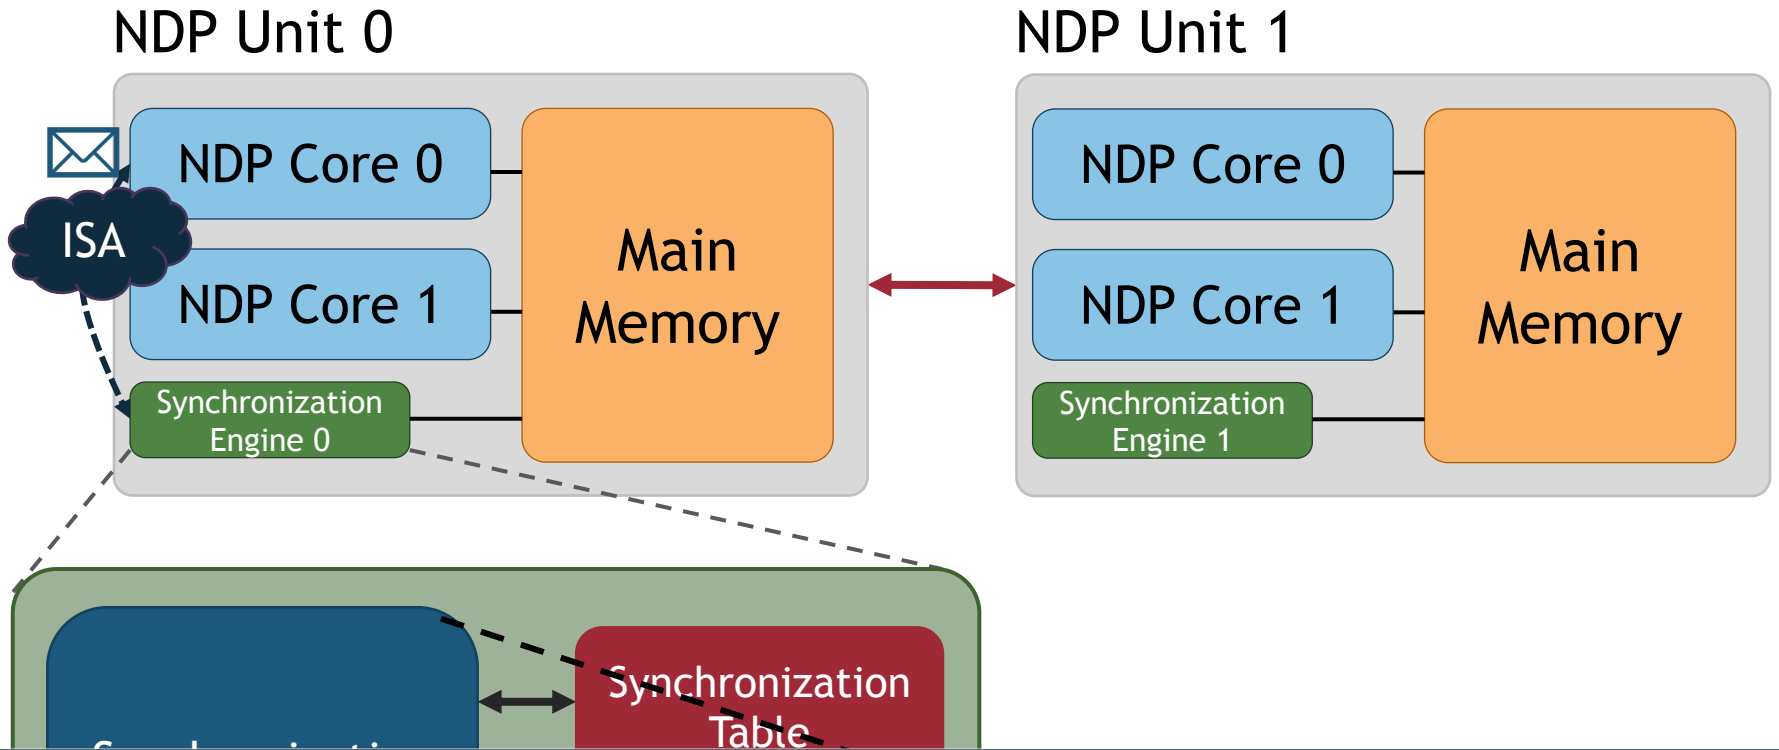 NDP Unit 0
NDP Unit 1
NDP Core 0
NDP Core 1
ISA
Synchronization
Engine 0
Main
Memory
NDP Core 0
NDP Core 1
Synchronization
Engine 1
Main
Memory
Synchronization
Table